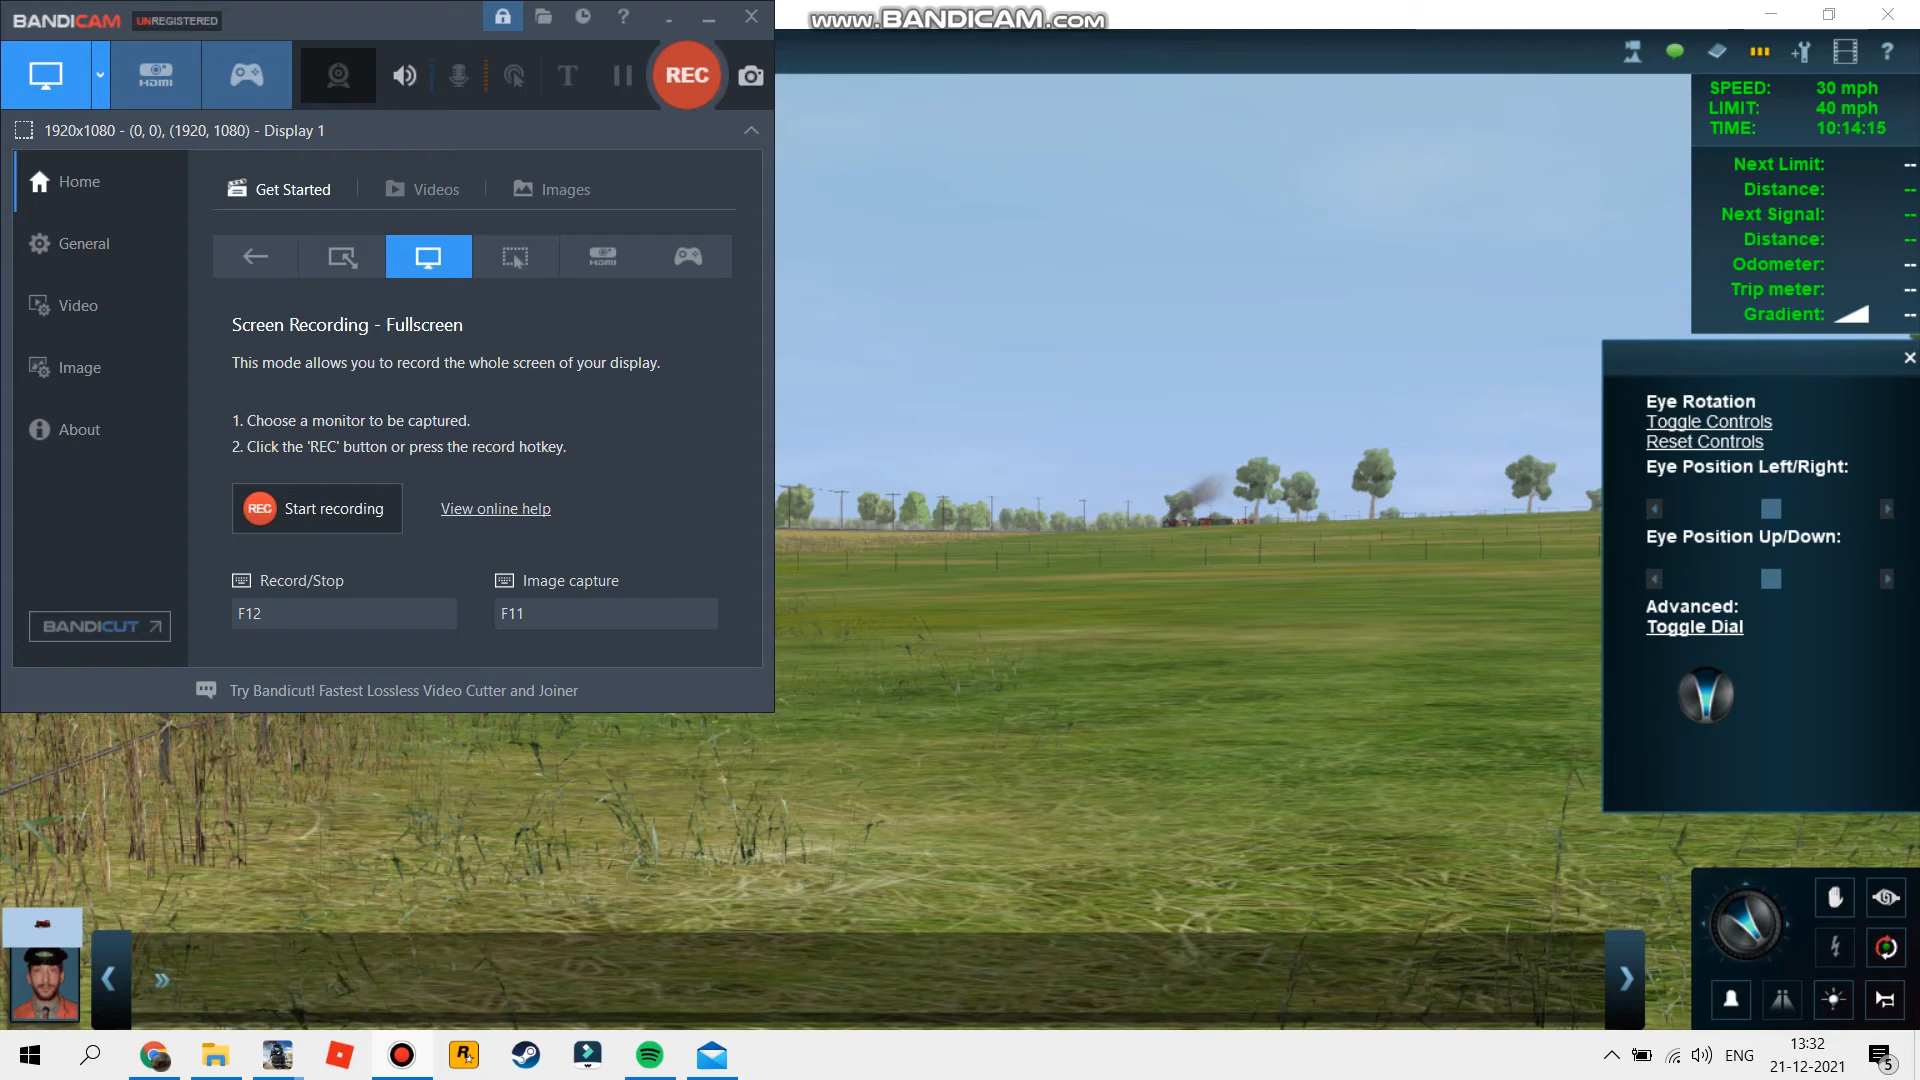 BANDICAM UNREGISTERED
www.BANDICAM.COM
HDMI
T
REC
1920x1080 - (0, 0), (1920, 1080) - Display 1
Home
General
Video
Image
About
BANDICUT
Get Started
Videos
Images
HDMI
Screen Recording - Fullscreen
This mode allows you to record the whole screen of your display.
1. Choose a monitor to be captured.
2. Click the 'REC' button or press the record hotkey.
REC Start recording
View online help
Record/Stop
Image capture
F12
F11
Try Bandicut! Fastest Lossless Video Cutter and Joiner
SPEED: 30 mph
LIMIT: 40 mph
TIME: 10:14:15
Next Limit: --
Distance: --
Next Signal: --
Distance: --
Odometer: --
Trip meter: --
Gradient: --
Eye Rotation
Toggle Controls
Reset Controls
Eye Position Left/Right:
Eye Position Up/Down:
Advanced:
Toggle Dial
ENG
13:32
21-12-2021
5